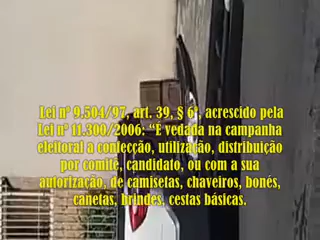 Lei nº 9.504/97, art. 39, § 6º, acrescido pela
Lei nº 11.300/2006: “É vedada na campanha
eleitoral a confecção, utilização, distribuição
por comitê, candidato, ou com a sua
autorização, de camisetas, chaveiros, bonés,
canetas, brindes, cestas básicas.